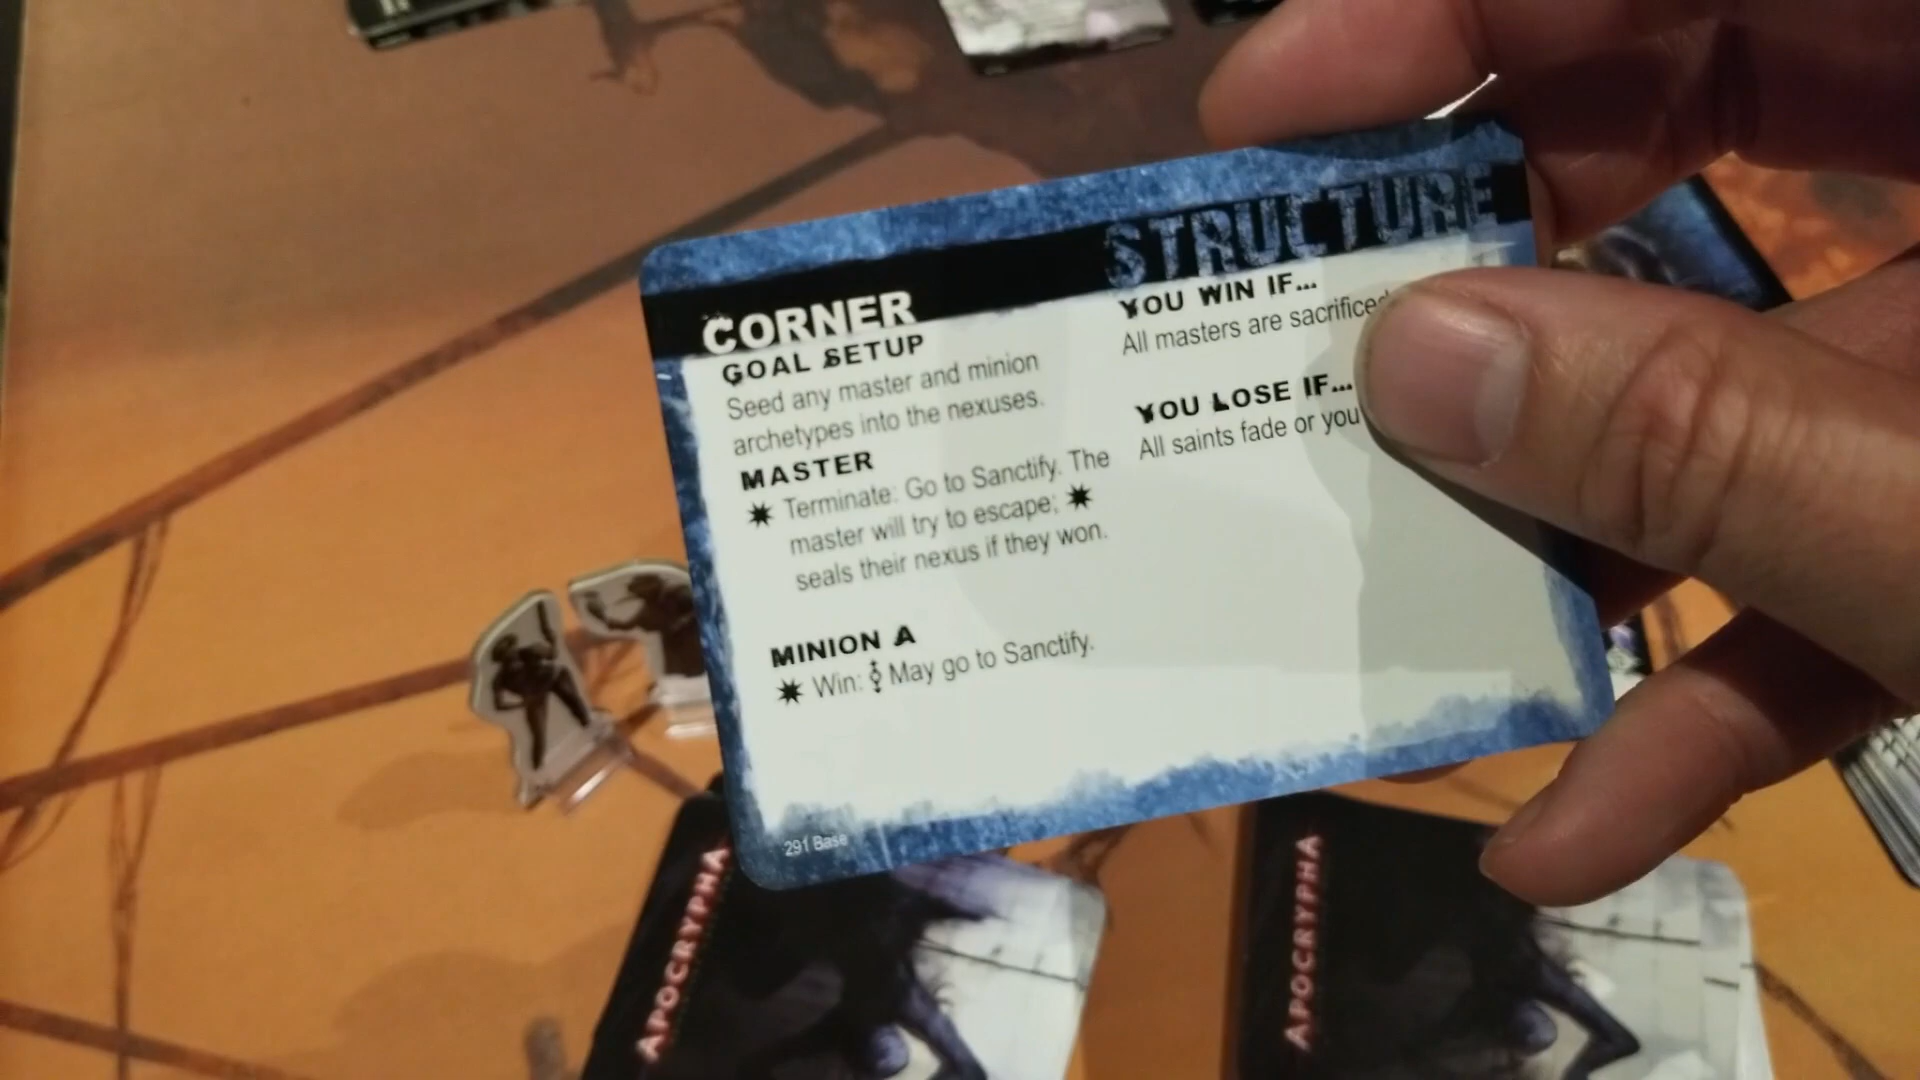 STRUCTURE
CORNER
GOAL SETUP
Seed any master and minion
archetypes into the nexuses.
MASTER
Terminate: Go to Sanctify. The
master will try to escape;
seals their nexus if they won.
MINION A
Win: May go to Sanctify.
YOU WIN IF...
All masters are sacrificed
YOU LOSE IF...
All saints fade or you
291 Base
APOCRYPHA
APOCRYPHA